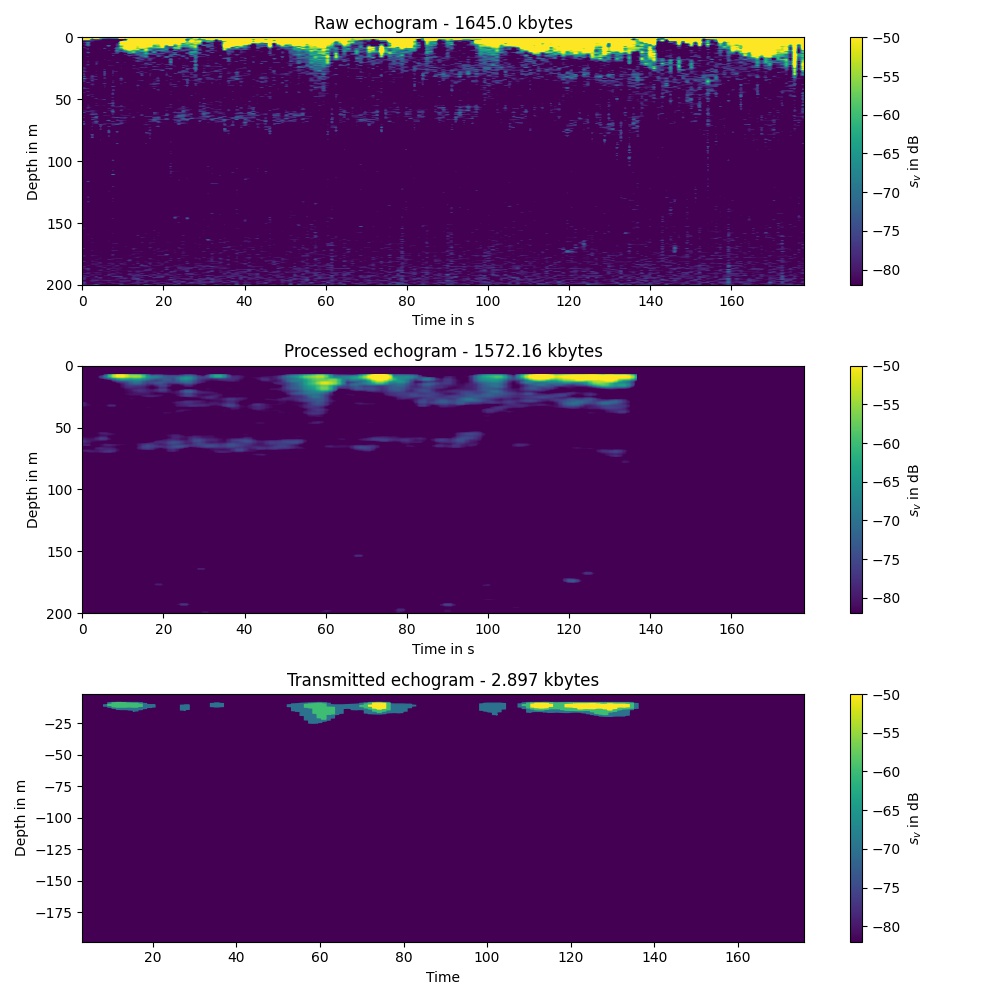 Raw echogram - 1645.0 kbytes
0
50
100
150
200
Depth in m
0 20 40 60 80 100 120 140 160
Time in s
−50
−55
−60
−65
−70
−75
−80
sv in dB
Processed echogram - 1572.16 kbytes
0
50
100
150
200
Depth in m
0 20 40 60 80 100 120 140 160
Time in s
−50
−55
−60
−65
−70
−75
−80
sv in dB
Transmitted echogram - 2.897 kbytes
−25
−50
−75
−100
−125
−150
−175
Depth in m
20 40 60 80 100 120 140 160
Time
−50
−55
−60
−65
−70
−75
−80
sv in dB